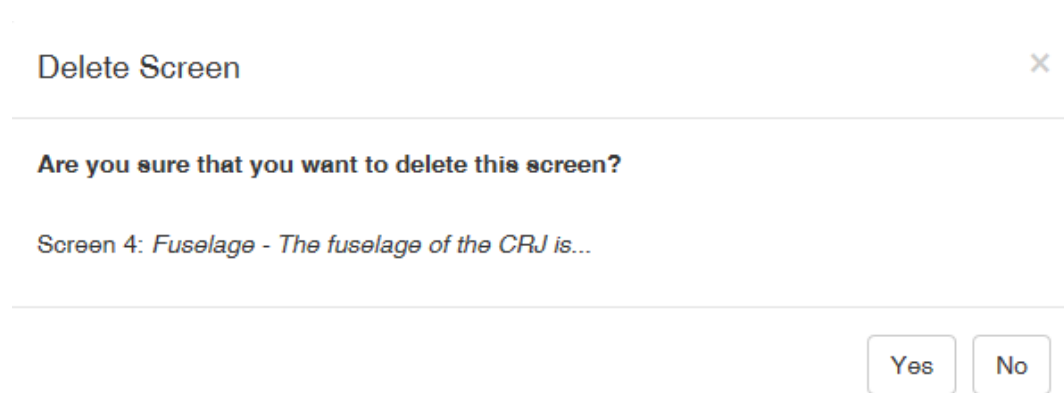 Delete Screen ×
Are you sure that you want to delete this screen?
Screen 4: Fuselage - The fuselage of the CRJ is...
Yes No